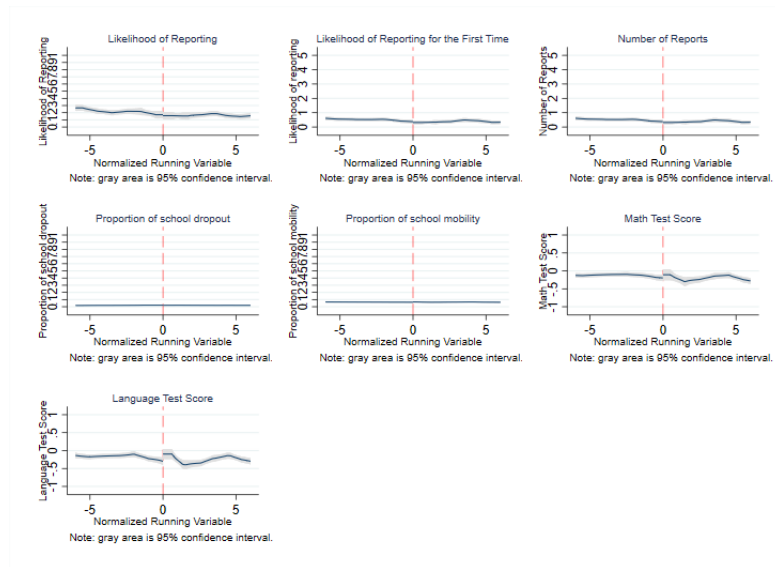 Likelihood of Reporting
Likelihood of Reporting
0.1234567891
-5 0 5
Normalized Running Variable
Note: gray area is 95% confidence interval.
Likelihood of Reporting for the First Time
Likelihood of reporting
0 1 2 3 4 5
-5 0 5
Normalized Running Variable
Note: gray area is 95% confidence interval.
Number of Reports
Number of Reports
0 1 2 3 4 5
-5 0 5
Normalized Running Variable
Note: gray area is 95% confidence interval.
Proportion of school dropout
Proportion of school dropout
0.1234567891
-5 0 5
Normalized Running Variable
Note: gray area is 95% confidence interval.
Proportion of school mobility
Proportion of school mobility
0.1234567891
-5 0 5
Normalized Running Variable
Note: gray area is 95% confidence interval.
Math Test Score
Math Test Score
-1 -.5 0 .5 1
-5 0 5
Normalized Running Variable
Note: gray area is 95% confidence interval.
Language Test Score
Language Test Score
-1 -.5 0 .5 1
-5 0 5
Normalized Running Variable
Note: gray area is 95% confidence interval.